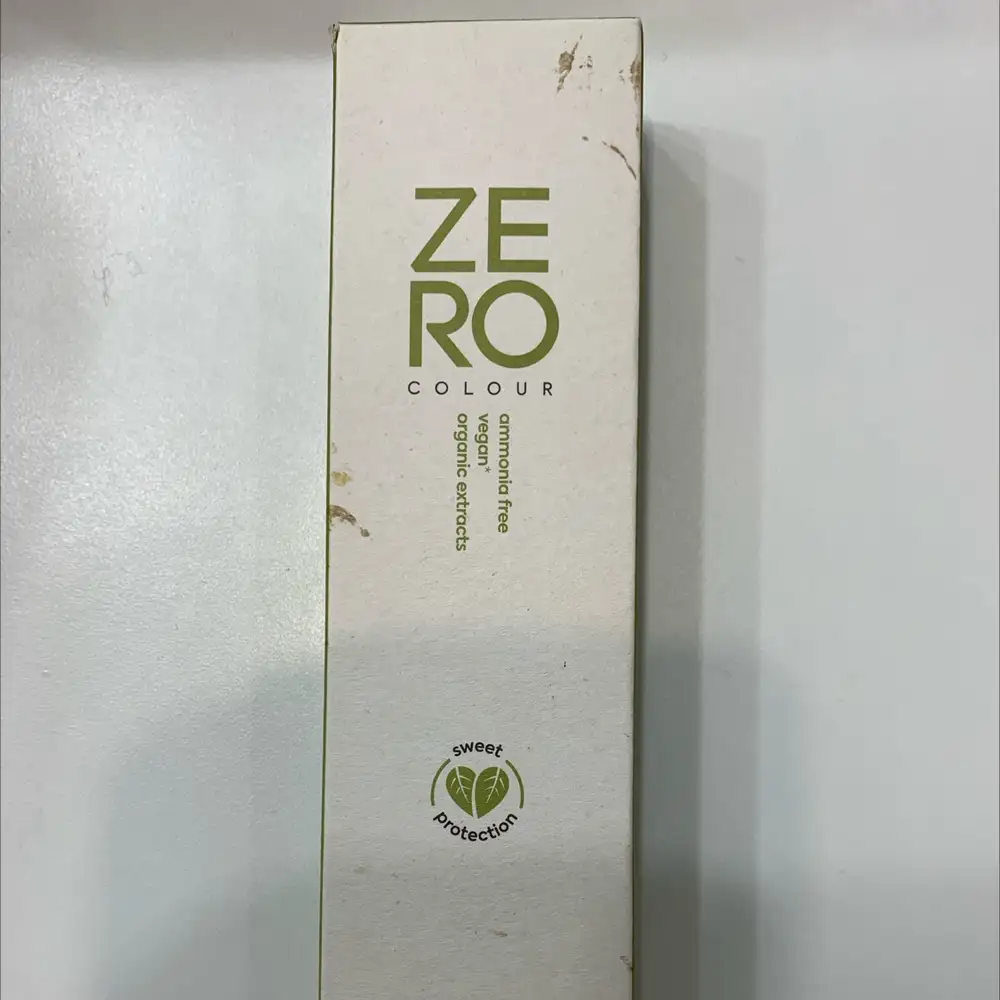 ZE
RO
COLOUR
ammonia free
vegan*
organic extracts
sweet
protection